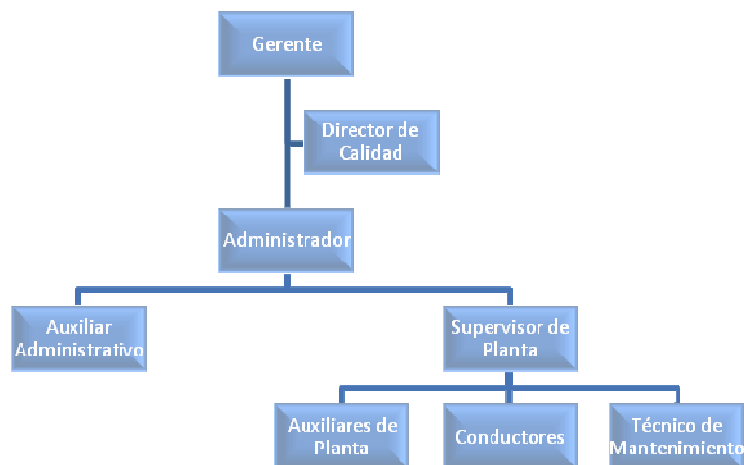 Gerente
Director de
Calidad
Administrador
Auxiliar
Administrativo
Supervisor de
Planta
Auxiliares de
Planta
Conductores
Técnico de
Mantenimiento